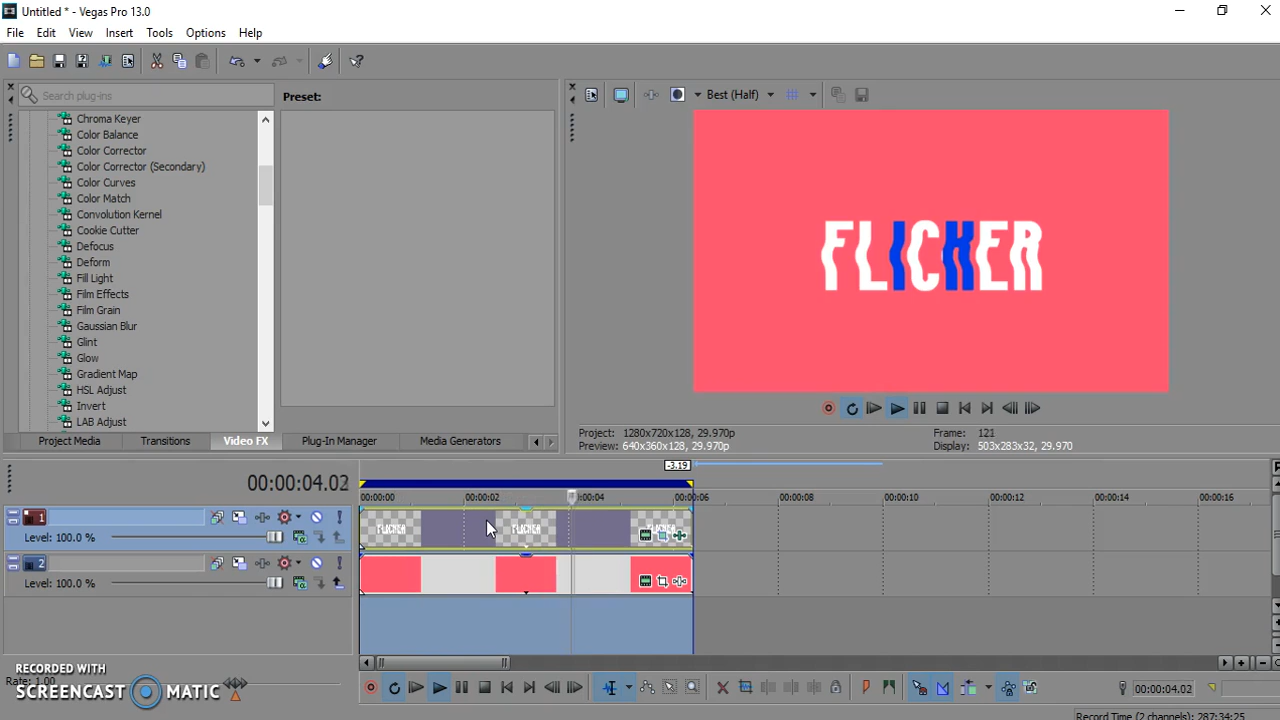 Untitled * - Vegas Pro 13.0
File Edit View Insert Tools Options Help
Search plug-ins
Preset:
Best (Half)
Chroma Keyer
Color Balance
Color Corrector
Color Corrector (Secondary)
Color Curves
Color Match
Convolution Kernel
Cookie Cutter
Defocus
Deform
Fill Light
Film Effects
Film Grain
Gaussian Blur
Glint
Glow
Gradient Map
HSL Adjust
Invert
LAB Adjust
FLICKER
Project Media Transitions Video FX Plug-In Manager Media Generators
Project: 1280x720x128, 29.970p
Preview: 640x360x128, 29.970p
Frame: 121
Display: 503x283x32, 29.970
-3.19
00:00:04.02
00:00:00 00:00:02 00:00:04 00:00:06 00:00:08 00:00:10 00:00:12 00:00:14 00:00:16
1
Level: 100.0 %
FLICKER FLICKER FLICKER
2
Level: 100.0 %
RECORDED WITH
Rate: 1.00
SCREENCAST MATIC
00:00:04.02
Record Time (2 channels): 287:34:25